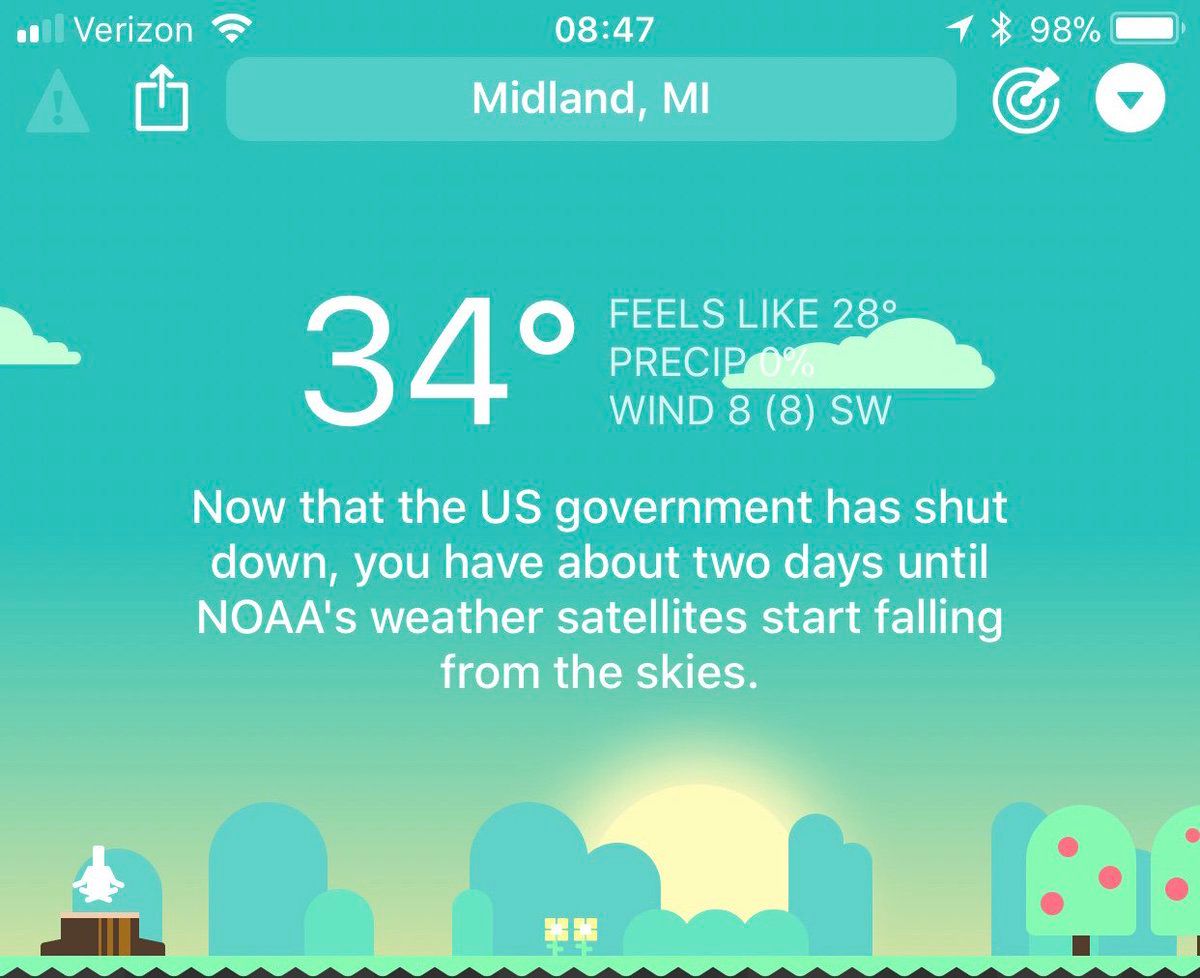 Verizon 08:47 98%
Midland, MI
34°
FEELS LIKE 28°
PRECIP 0%
WIND 8 (8) SW
Now that the US government has shut
down, you have about two days until
NOAA's weather satellites start falling
from the skies.